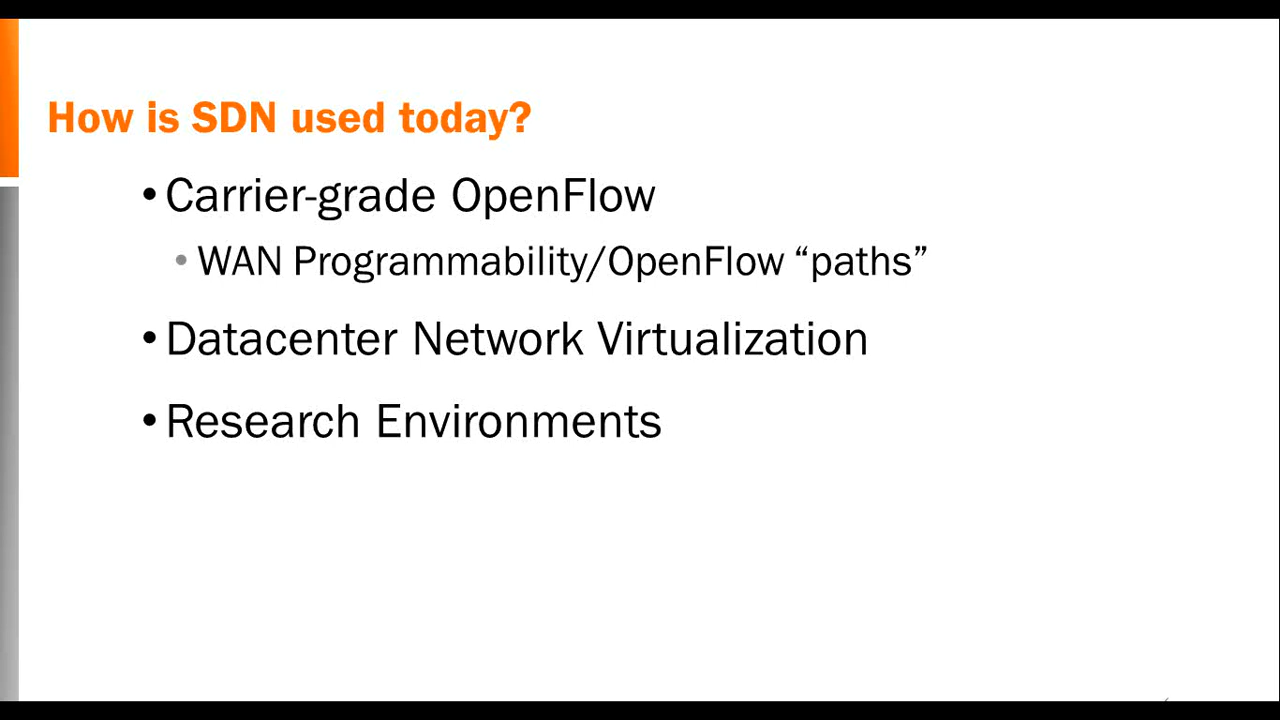 How is SDN used today?
• Carrier-grade OpenFlow
• WAN Programmability/OpenFlow “paths”
• Datacenter Network Virtualization
• Research Environments